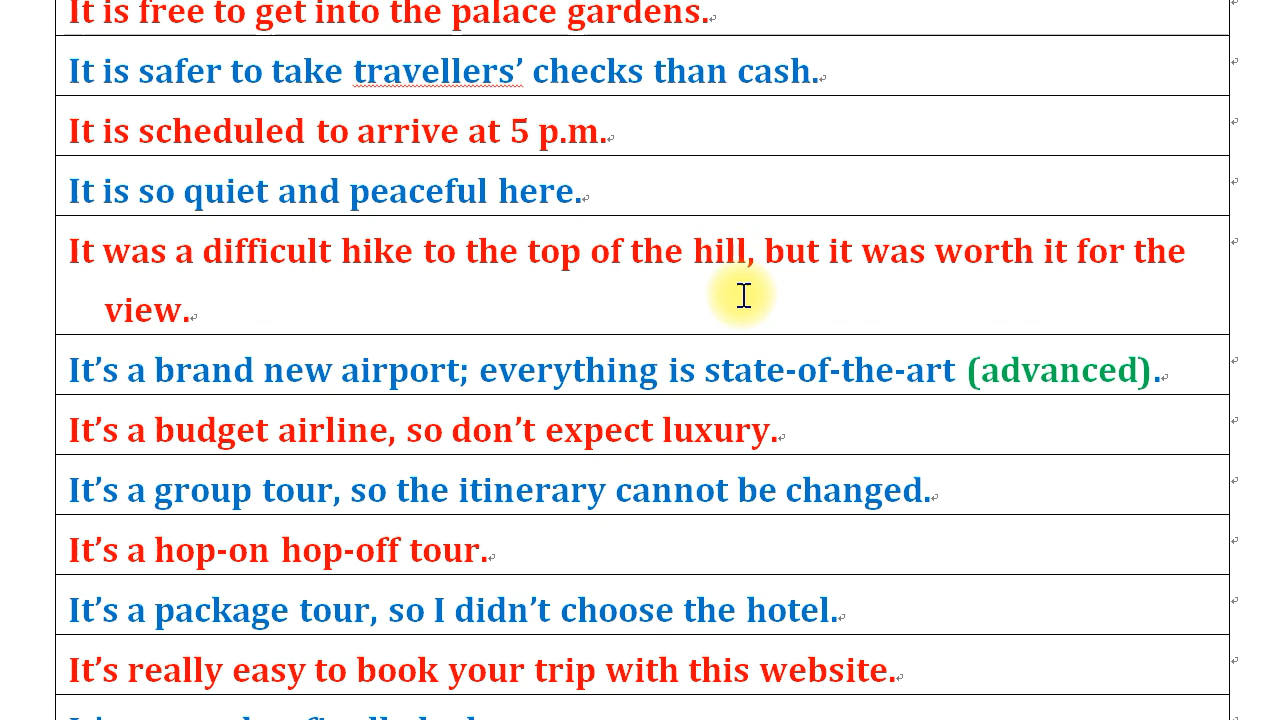 It is free to get into the palace gardens.
It is safer to take travellers’ checks than cash.
It is scheduled to arrive at 5 p.m.
It is so quiet and peaceful here.
It was a difficult hike to the top of the hill, but it was worth it for the
view.
It’s a brand new airport; everything is state-of-the-art (advanced).
It’s a budget airline, so don’t expect luxury.
It’s a group tour, so the itinerary cannot be changed.
It’s a hop-on hop-off tour.
It’s a package tour, so I didn’t choose the hotel.
It’s really easy to book your trip with this website.